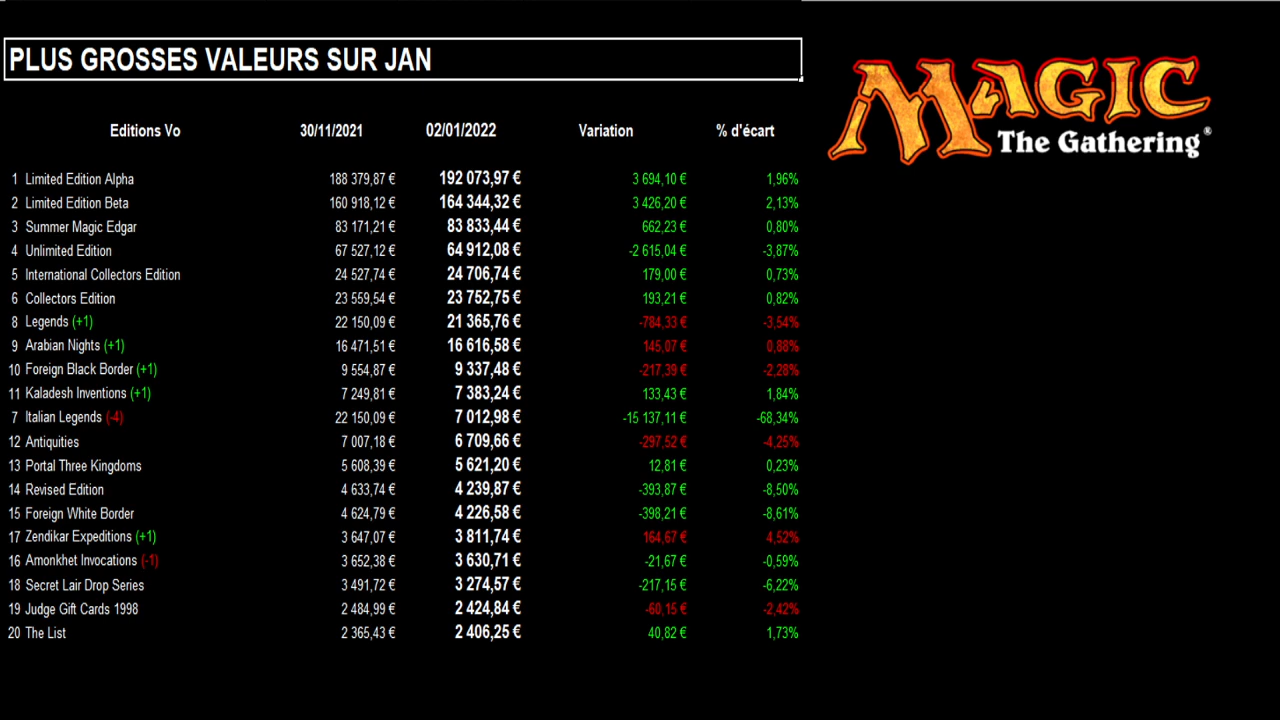 PLUS GROSSES VALEURS SUR JAN
MAGIC
The Gathering®
Editions Vo 30/11/2021 02/01/2022 Variation % d'écart
1 Limited Edition Alpha 188 379,87 € 192 073,97 € 3 694,10 € 1,96%
2 Limited Edition Beta 160 918,12 € 164 344,32 € 3 426,20 € 2,13%
3 Summer Magic Edgar 83 171,21 € 83 833,44 € 662,23 € 0,80%
4 Unlimited Edition 67 527,12 € 64 912,08 € -2 615,04 € -3,87%
5 International Collectors Edition 24 527,74 € 24 706,74 € 179,00 € 0,73%
6 Collectors Edition 23 559,54 € 23 752,75 € 193,21 € 0,82%
8 Legends (+1) 22 150,09 € 21 365,76 € -784,33 € -3,54%
9 Arabian Nights (+1) 16 471,51 € 16 616,58 € 145,07 € 0,88%
10 Foreign Black Border (+1) 9 554,87 € 9 337,48 € -217,39 € -2,28%
11 Kaladesh Inventions (+1) 7 249,81 € 7 383,24 € 133,43 € 1,84%
7 Italian Legends (-4) 22 150,09 € 7 012,98 € -15 137,11 € -68,34%
12 Antiquities 7 007,18 € 6 709,66 € -297,52 € -4,25%
13 Portal Three Kingdoms 5 608,39 € 5 621,20 € 12,81 € 0,23%
14 Revised Edition 4 633,74 € 4 239,87 € -393,87 € -8,50%
15 Foreign White Border 4 624,79 € 4 226,58 € -398,21 € -8,61%
17 Zendikar Expeditions (+1) 3 647,07 € 3 811,74 € 164,67 € 4,52%
16 Amonkhet Invocations (-1) 3 652,38 € 3 630,71 € -21,67 € -0,59%
18 Secret Lair Drop Series 3 491,72 € 3 274,57 € -217,15 € -6,22%
19 Judge Gift Cards 1998 2 484,99 € 2 424,84 € -60,15 € -2,42%
20 The List 2 365,43 € 2 406,25 € 40,82 € 1,73%